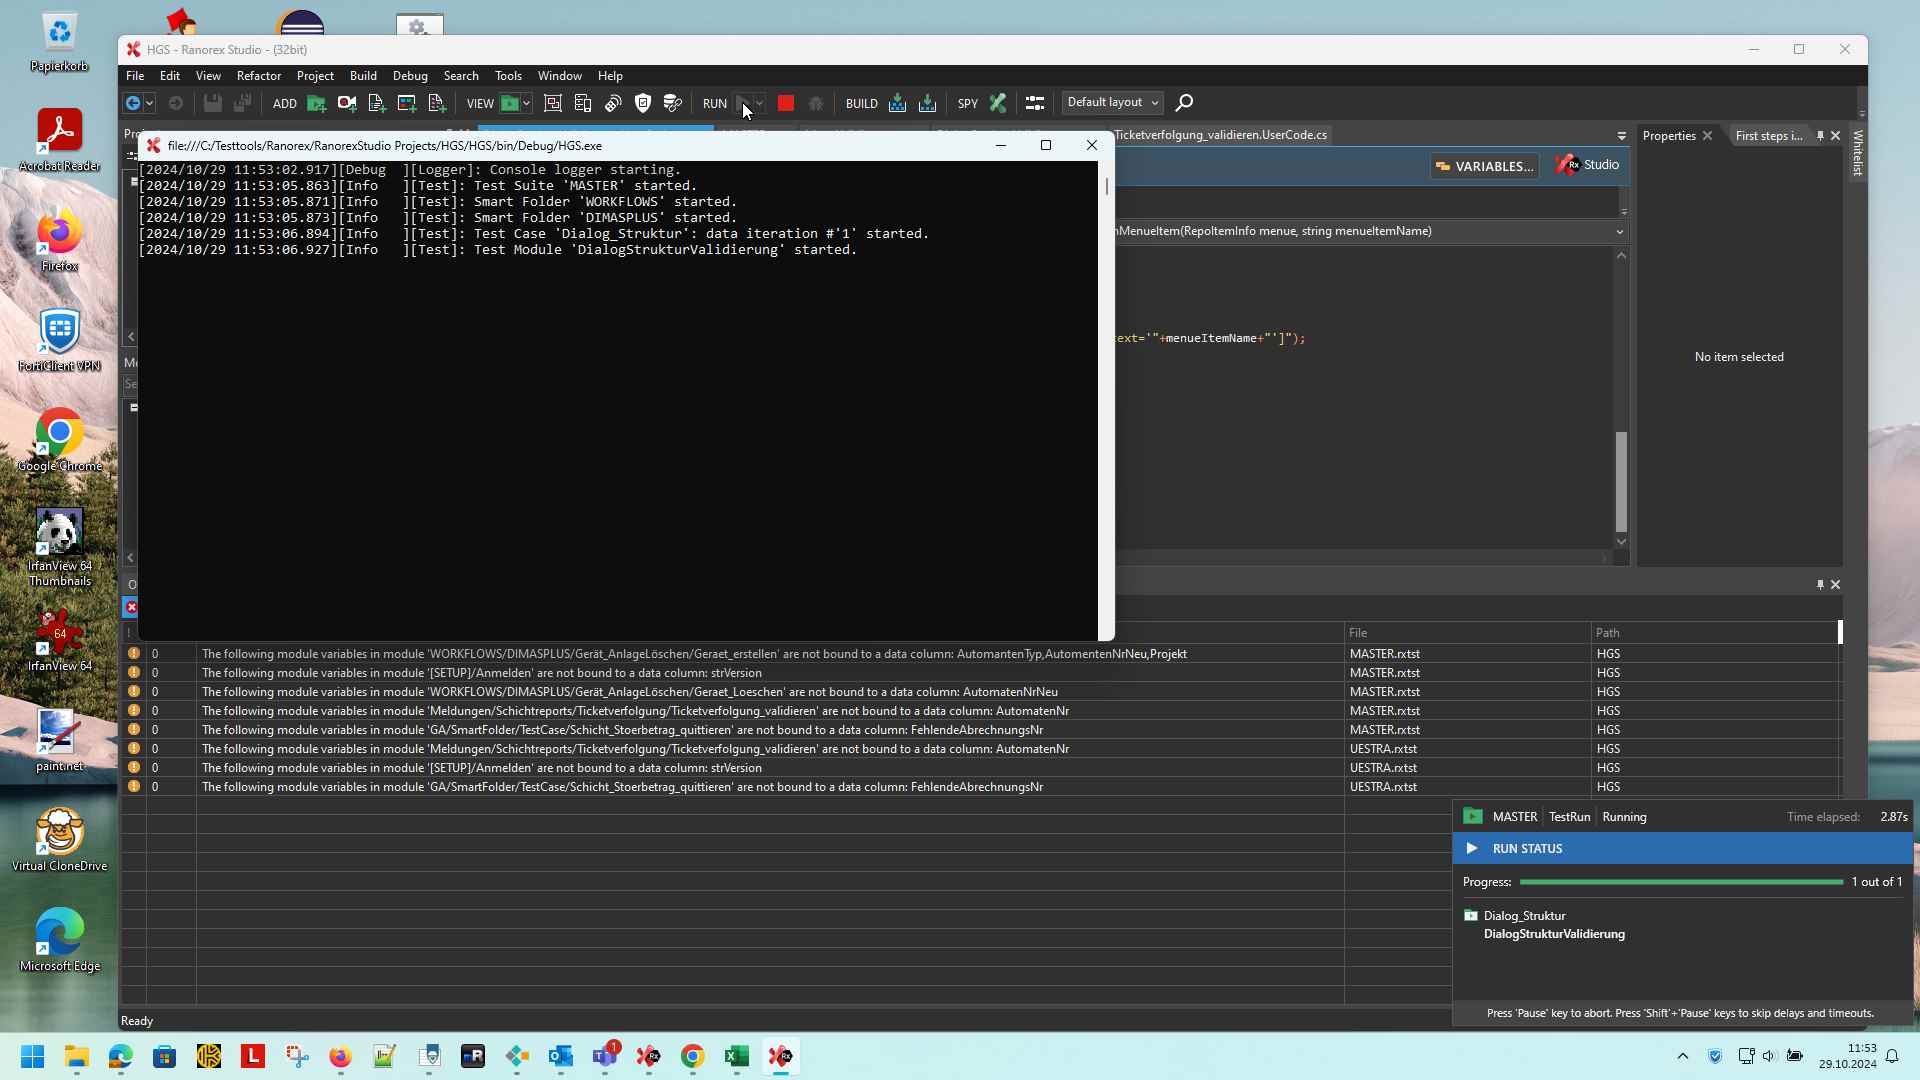 Papierkorb
Acrobat Reader
Firefox
FortiClient VPN
Google Chrome
IrfanView 64
Thumbnails
64
IrfanView 64
paint.net
Virtual CloneDrive
Microsoft Edge
HGS - Ranorex Studio - (32bit)
File Edit View Refactor Project Build Debug Search Tools Window Help
ADD VIEW RUN BUILD SPY Default layout
Ticketverfolgung_validieren.UserCode.cs
Properties
First steps i...
Whitelist
VARIABLES...
Rx Studio
nMenueItem(RepoItemInfo menue, string menueItemName)
ext='"+menueItemName+"']");
No item selected
file:///C:/Testtools/Ranorex/RanorexStudio Projects/HGS/HGS/bin/Debug/HGS.exe
[2024/10/29 11:53:02.917][Debug ][Logger]: Console logger starting.
[2024/10/29 11:53:05.863][Info ][Test]: Test Suite 'MASTER' started.
[2024/10/29 11:53:05.871][Info ][Test]: Smart Folder 'WORKFLOWS' started.
[2024/10/29 11:53:05.873][Info ][Test]: Smart Folder 'DIMASPLUS' started.
[2024/10/29 11:53:06.894][Info ][Test]: Test Case 'Dialog_Struktur': data iteration #'1' started.
[2024/10/29 11:53:06.927][Info ][Test]: Test Module 'DialogStrukturValidierung' started.
! File Path
0 The following module variables in module 'WORKFLOWS/DIMASPLUS/Gerät_AnlageLöschen/Geraet_erstellen' are not bound to a data column: AutomantenTyp,AutomentenNrNeu,Projekt MASTER.rxtst HGS
0 The following module variables in module '[SETUP]/Anmelden' are not bound to a data column: strVersion MASTER.rxtst HGS
0 The following module variables in module 'WORKFLOWS/DIMASPLUS/Gerät_AnlageLöschen/Geraet_Loeschen' are not bound to a data column: AutomatenNrNeu MASTER.rxtst HGS
0 The following module variables in module 'Meldungen/Schichtreports/Ticketverfolgung/Ticketverfolgung_validieren' are not bound to a data column: AutomatenNr MASTER.rxtst HGS
0 The following module variables in module 'GA/SmartFolder/TestCase/Schicht_Stoerbetrag_quittieren' are not bound to a data column: FehlendeAbrechnungsNr MASTER.rxtst HGS
0 The following module variables in module 'Meldungen/Schichtreports/Ticketverfolgung/Ticketverfolgung_validieren' are not bound to a data column: AutomatenNr UESTRA.rxtst HGS
0 The following module variables in module '[SETUP]/Anmelden' are not bound to a data column: strVersion UESTRA.rxtst HGS
0 The following module variables in module 'GA/SmartFolder/TestCase/Schicht_Stoerbetrag_quittieren' are not bound to a data column: FehlendeAbrechnungsNr UESTRA.rxtst HGS
MASTER TestRun Running Time elapsed: 2.87s
RUN STATUS
Progress: 1 out of 1
Dialog_Struktur
DialogStrukturValidierung
Press 'Pause' key to abort. Press 'Shift'+'Pause' keys to skip delays and timeouts.
Ready
1
11:53
29.10.2024